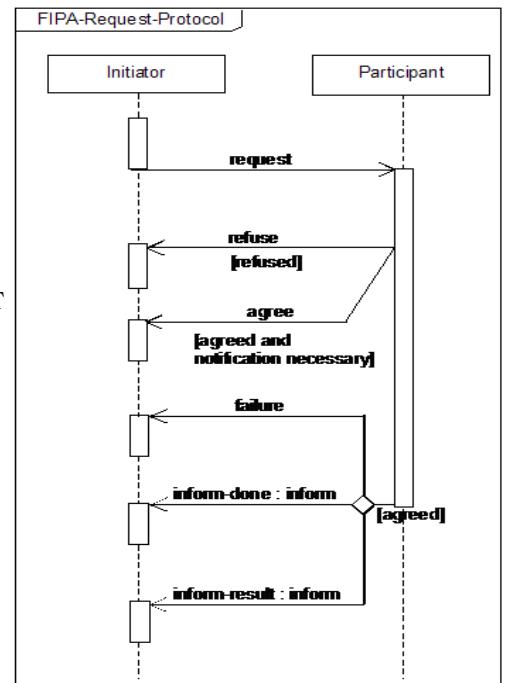 FIPA-Request-Protocol
Initiator
Participant
request
refuse
[refused]
T
agree
[agreed and
notification necessary]
failure
inform-done : inform
[agreed]
inform-result : inform